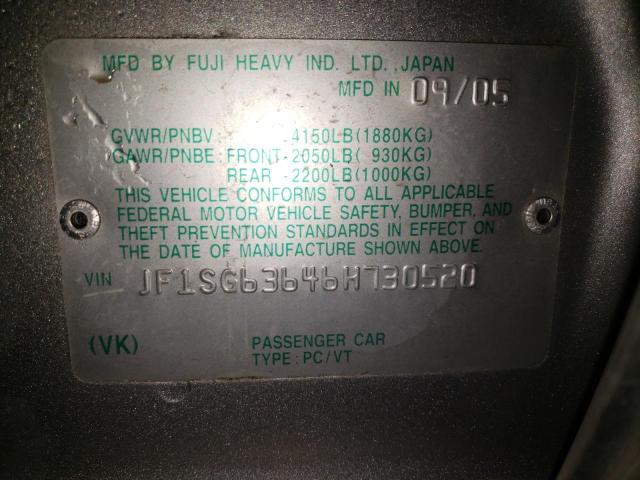 MFD BY FUJI HEAVY IND. LTD., JAPAN
MFD IN 09/05
GVWR/PNBV : 4150LB(1880KG)
GAWR/PNBE : FRONT-2050LB( 930KG)
REAR -2200LB(1000KG)
THIS VEHICLE CONFORMS TO ALL APPLICABLE
FEDERAL MOTOR VEHICLE SAFETY, BUMPER, AND
THEFT PREVENTION STANDARDS IN EFFECT ON
THE DATE OF MANUFACTURE SHOWN ABOVE.
VIN JF1SG63646H730520
(VK) PASSENGER CAR
TYPE : PC/VT